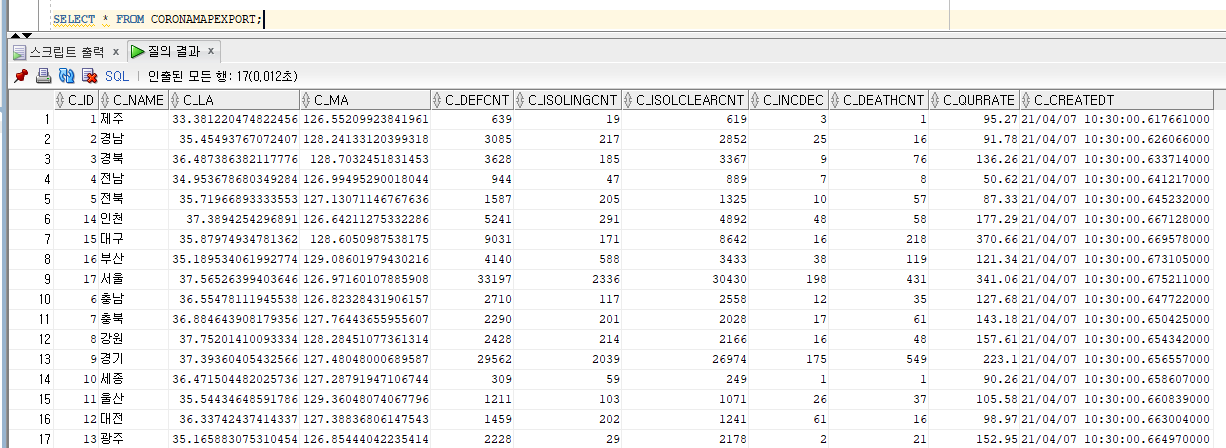 SELECT * FROM CORONAMAPEXPORT;
스크립트 출력 x 질의 결과 x
SQL | 인출된 모든 행: 17(0,012초)
C_ID C_NAME C_LA C_MA C_DEFCNT C_ISOLINGCNT C_ISOLCLEARCNT C_INCDEC C_DEATHCNT C_QURRATE C_CREATEDT
1 1 제주 33.381220474822456 126.55209923841961 639 19 619 3 1 95.27 21/04/07 10:30:00.617661000
2 2 경남 35.45493767072407 128.24133120399318 3085 217 2852 25 16 91.78 21/04/07 10:30:00.626066000
3 3 경북 36.487386382117776 128.7032451831453 3628 185 3367 9 76 136.26 21/04/07 10:30:00.633714000
4 4 전남 34.953678680349284 126.99495290018044 944 47 889 7 8 50.62 21/04/07 10:30:00.641217000
5 5 전북 35.71966893333553 127.13071146767636 1587 205 1325 10 57 87.33 21/04/07 10:30:00.645232000
6 14 인천 37.3894254296891 126.64211275332286 5241 291 4892 48 58 177.29 21/04/07 10:30:00.667128000
7 15 대구 35.87974934781362 128.6050987538175 9031 171 8642 16 218 370.66 21/04/07 10:30:00.669578000
8 16 부산 35.189534061992774 129.08601979430216 4140 588 3433 38 119 121.34 21/04/07 10:30:00.673105000
9 17 서울 37.56526399403646 126.97160107885908 33197 2336 30430 198 431 341.06 21/04/07 10:30:00.675211000
10 6 충남 36.55478111945538 126.82328431906157 2710 117 2558 12 35 127.68 21/04/07 10:30:00.647722000
11 7 충북 36.884643908179356 127.76443655955607 2290 201 2028 17 61 143.18 21/04/07 10:30:00.650425000
12 8 강원 37.75201410093334 128.28451077361314 2428 214 2166 16 48 157.61 21/04/07 10:30:00.654342000
13 9 경기 37.39360405432566 127.48048000689587 29562 2039 26974 175 549 223.1 21/04/07 10:30:00.656557000
14 10 세종 36.471504482025736 127.28791947106744 309 59 249 1 1 90.26 21/04/07 10:30:00.658607000
15 11 울산 35.54434648591786 129.36048074067796 1211 103 1071 26 37 105.58 21/04/07 10:30:00.660839000
16 12 대전 36.33742437414337 127.38836806147543 1459 202 1241 61 16 98.97 21/04/07 10:30:00.663004000
17 13 광주 35.165883075310454 126.85444042235414 2228 29 2178 2 21 152.95 21/04/07 10:30:00.664970000